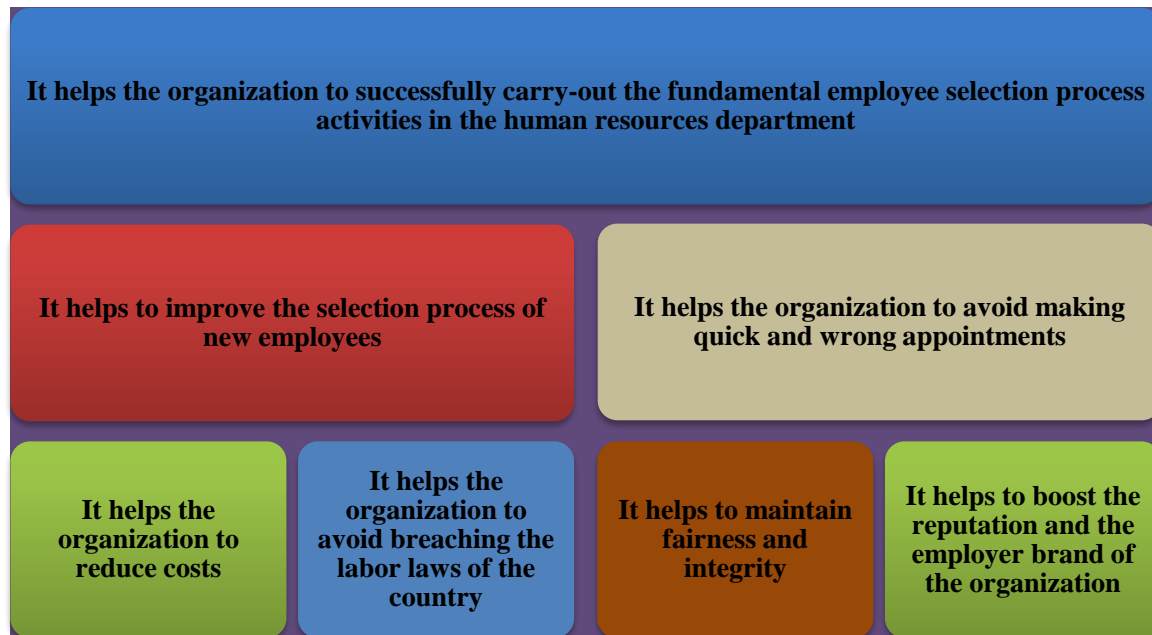 It helps the organization to successfully carry-out the fundamental employee selection process
activities in the human resources department
It helps to improve the selection process of
new employees
It helps the organization to avoid making
quick and wrong appointments
It helps the
organization to
reduce costs
It helps the
organization to
avoid breaching the
labor laws of the
country
It helps to maintain
fairness and
integrity
It helps to boost the
reputation and the
employer brand of
the organization